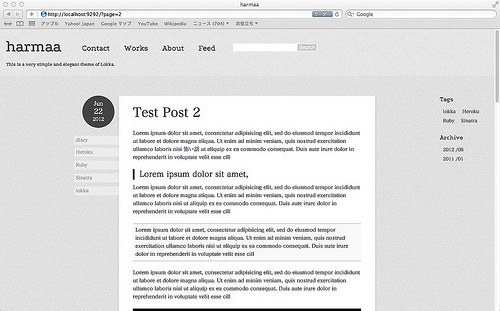 harmaa
http://localhost:9292/?page=2
Google
アップル Yahoo! Japan Google マップ YouTube Wikipedia ニュース (704) お役立ち
harmaa Contact Works About Feed Search
This is a very simple and elegant theme of Lokka.
Jun
22
2012
diary
Heroku
Ruby
Sinatra
lokka
Test Post 2
Lorem ipsum dolor sit amet, consectetur adipisicing elit, sed do eiusmod tempor incididunt
ut labore et dolore magna aliqua. Ut enim ad minim veniam, quis nostrud exercitation
ullamco laboris nisi 怖い話 ut aliquip ex ea commodo consequat. Duis aute irure dolor in
reprehenderit in voluptate velit esse cill
Lorem ipsum dolor sit amet,
Lorem ipsum dolor sit amet, consectetur adipisicing elit, sed do eiusmod tempor incididunt
ut labore et dolore magna aliqua. Ut enim ad minim veniam, quis nostrud exercitation
ullamco laboris nisi ut aliquip ex ea commodo consequat. Duis aute irure dolor in
reprehenderit in voluptate velit esse cill
Lorem ipsum dolor sit amet, consectetur adipisicing elit, sed do eiusmod tempor
incididunt ut labore et dolore magna aliqua. Ut enim ad minim veniam, quis nostrud
exercitation ullamco laboris nisi ut aliquip ex ea commodo consequat. Duis aute irure
dolor in reprehenderit in voluptate velit esse cill
Lorem ipsum dolor sit amet, consectetur adipisicing elit, sed do eiusmod tempor incididunt
ut labore et dolore magna aliqua. Ut enim ad minim veniam, quis nostrud exercitation
ullamco laboris nisi ut aliquip ex ea commodo consequat. Duis aute irure dolor in
reprehenderit in voluptate velit esse cill
Tags
lokka Heroku
Ruby Sinatra
Archive
2012 /06
2011 /01